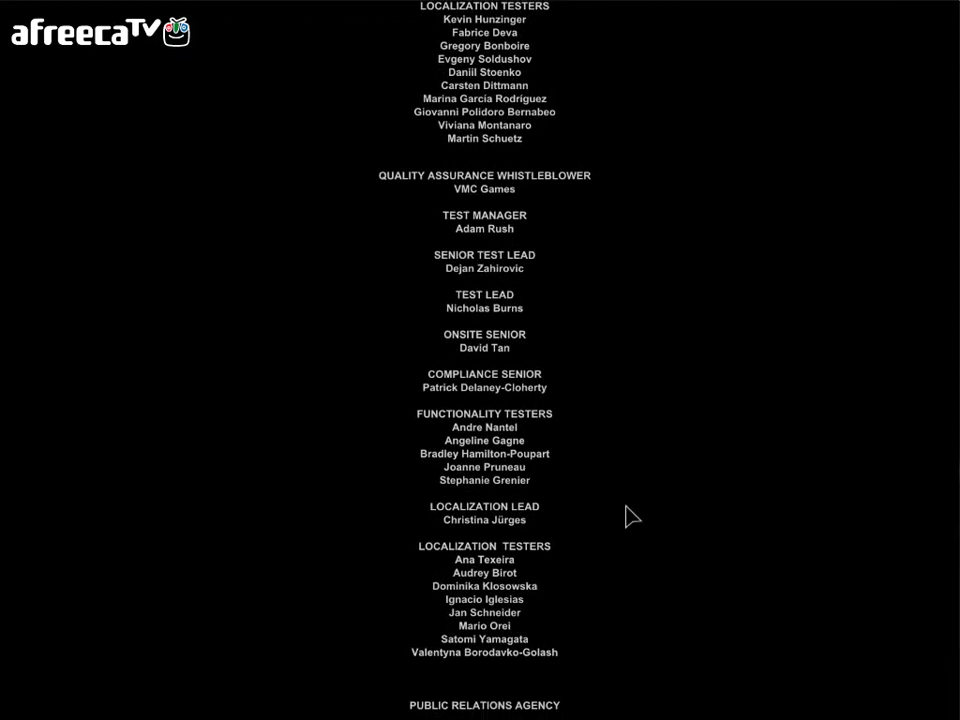 afreecaTV
LOCALIZATION TESTERS
Kevin Hunzinger
Fabrice Deva
Gregory Bonboire
Evgeny Soldushov
Daniil Stoenko
Carsten Dittmann
Marina García Rodríguez
Giovanni Polidoro Bernabeo
Viviana Montanaro
Martin Schuetz
QUALITY ASSURANCE WHISTLEBLOWER
VMC Games
TEST MANAGER
Adam Rush
SENIOR TEST LEAD
Dejan Zahirovic
TEST LEAD
Nicholas Burns
ONSITE SENIOR
David Tan
COMPLIANCE SENIOR
Patrick Delaney-Cloherty
FUNCTIONALITY TESTERS
Andre Nantel
Angeline Gagne
Bradley Hamilton-Poupart
Joanne Pruneau
Stephanie Grenier
LOCALIZATION LEAD
Christina Jürges
LOCALIZATION  TESTERS
Ana Texeira
Audrey Birot
Dominika Klosowska
Ignacio Iglesias
Jan Schneider
Mario Orei
Satomi Yamagata
Valentyna Borodavko-Golash
PUBLIC RELATIONS AGENCY